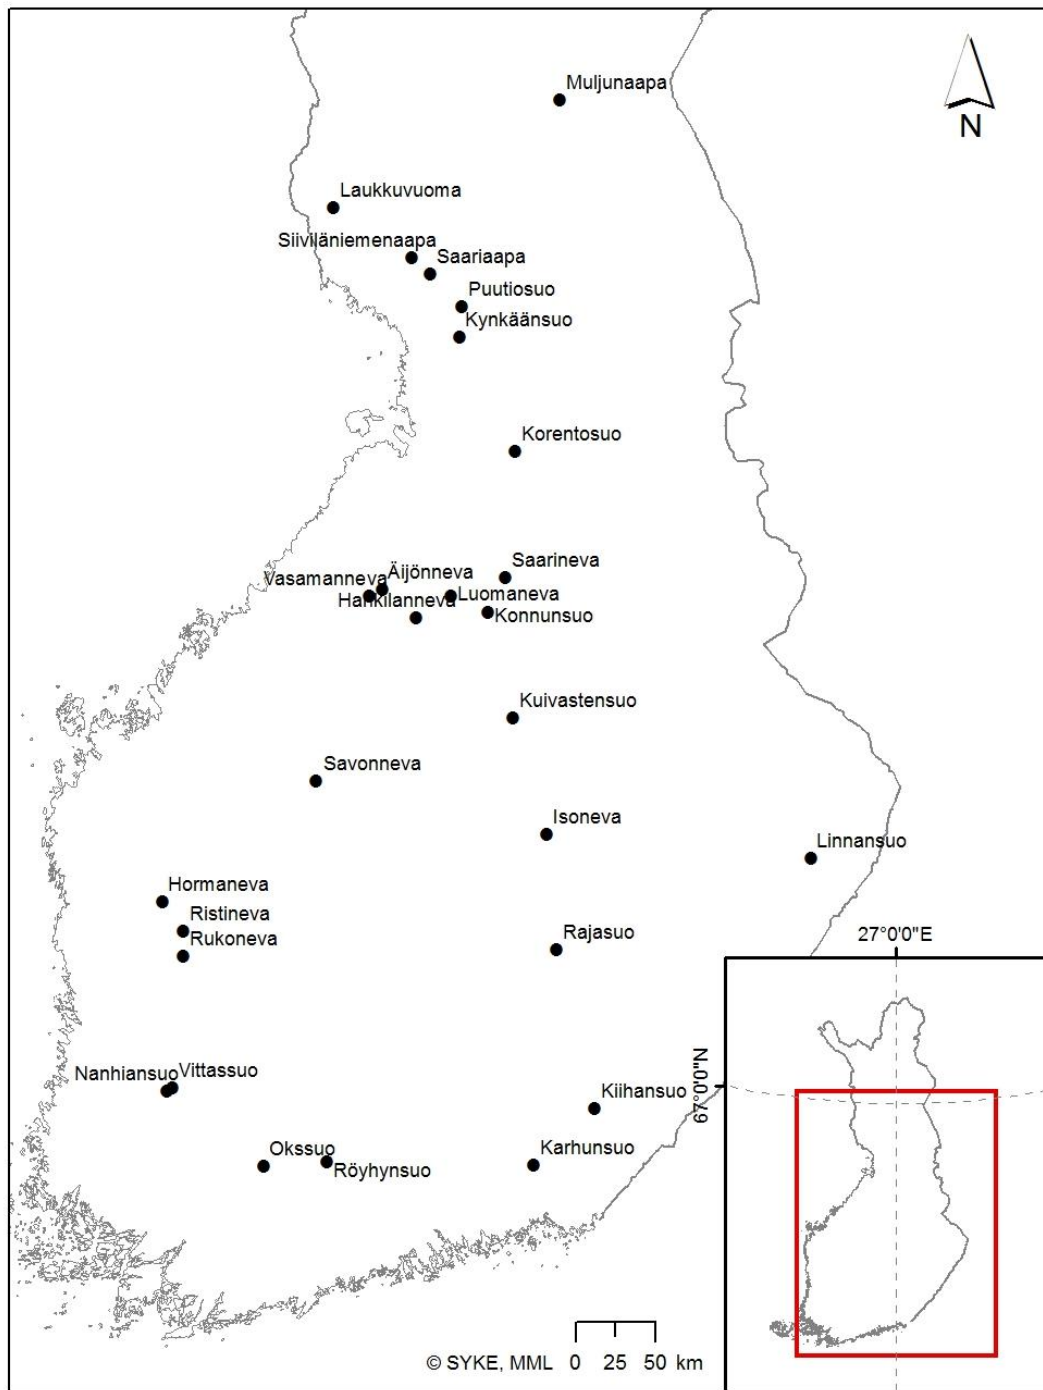 Muljunaapa
N
Laukkuvuoma
Siiviläniemenaapa
Saariaapa
Puutiosuo
Kynkäänsuo
Korentosuo
Saarineva
Äijönneva
Vasamanneva
Luomaneva
Hankilanneva
Konnunsuo
Kuivastensuo
Savonneva
Isoneva
Linnansuo
Hormaneva
Ristineva
Rukoneva
Rajasuo
27°0'0"E
67°0'0"N
Nanhiansuo
Vittassuo
Kiihansuo
Okssuo
Röyhynsuo
Karhunsuo
© SYKE, MML 0 25 50 km